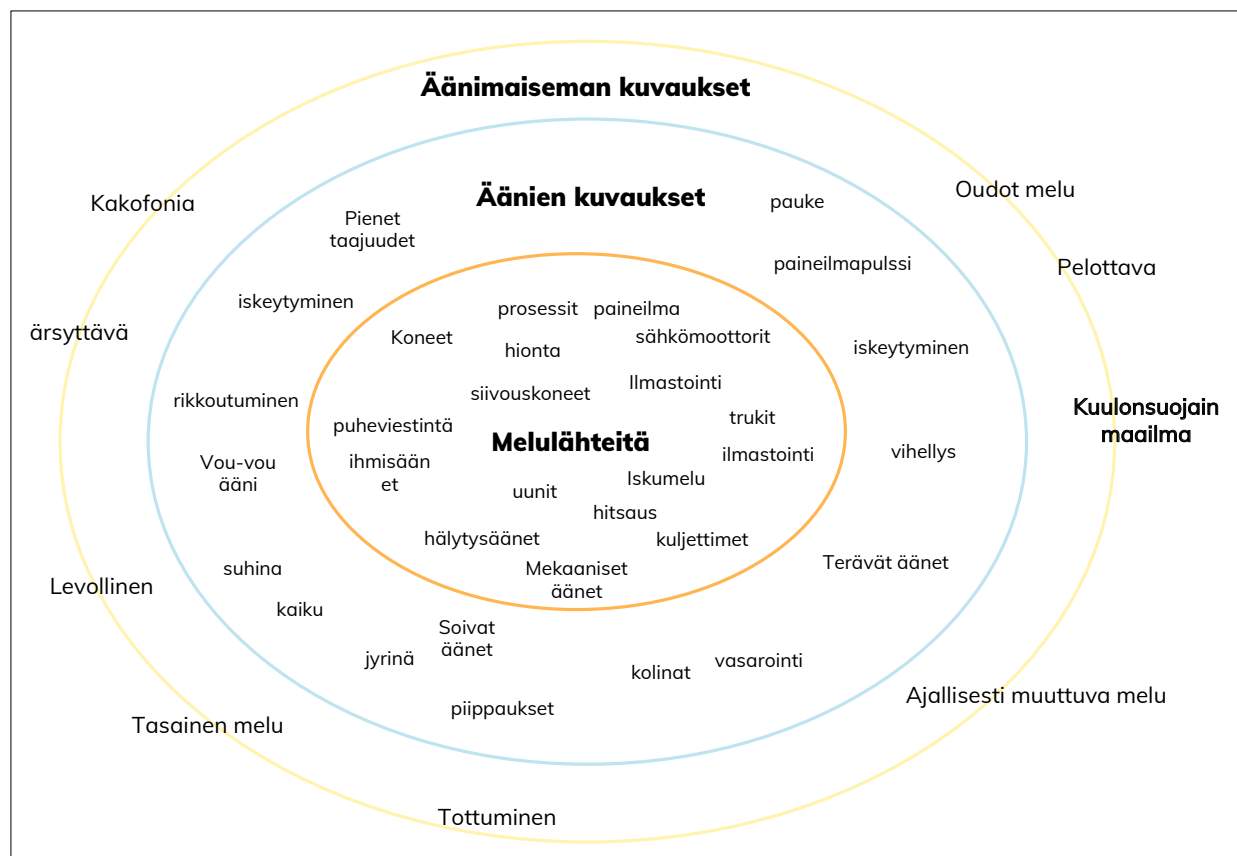 Äänimaiseman kuvaukset
Kakofonia
Oudot melu
Äänien kuvaukset
pauke
Pienet
taajuudet
paineilmapulssi
Pelottava
iskeytyminen
prosessit
paineilma
ärsyttävä
Koneet
hionta
sähkömoottorit
iskeytyminen
siivouskoneet
Ilmastointi
rikkoutuminen
trukit
Kuulonsuojain
maailma
puheviestintä
Melulähteitä
ilmastointi
vihellys
Vou-vou
ääni
ihmisään
et
uunit
Iskumelu
hitsaus
hälytysäänet
kuljettimet
Mekaaniset
äänet
Terävät äänet
suhina
Levollinen
kaiku
Soivat
äänet
jyrinä
kolinat
vasarointi
piippaukset
Ajallisesti muuttuva melu
Tasainen melu
Tottuminen